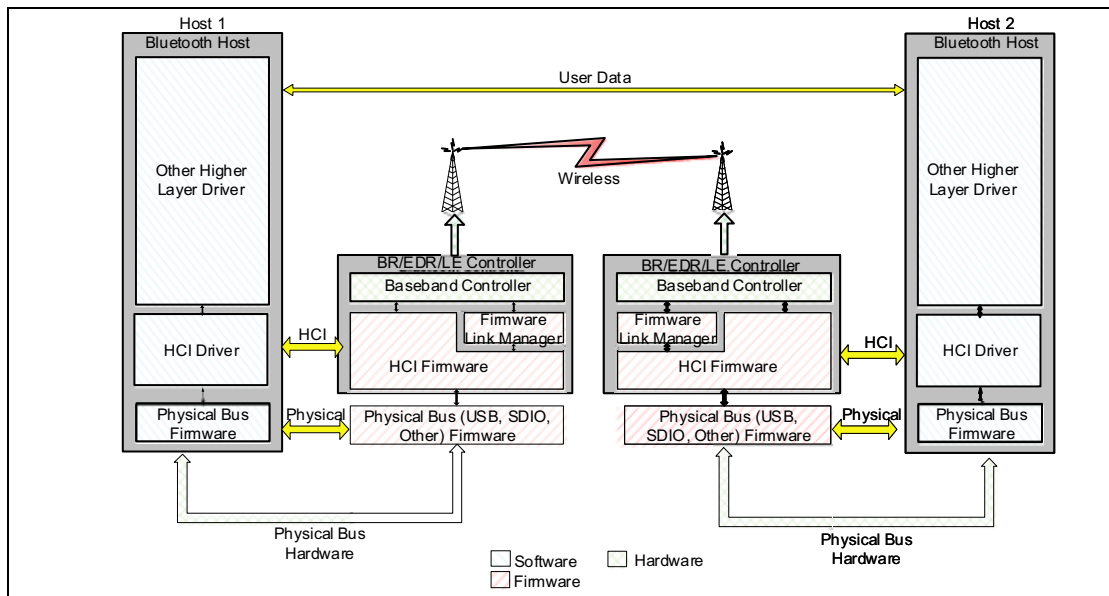 Host 1
Bluetooth Host
Host 2
Bluetooth Host
User Data
Other Higher
Layer Driver
Other Higher
Layer Driver
Wireless
BR/EDR/LE Controller
Baseband Controller
BR/EDR/LE Controller
Baseband Controller
Firmware
Link Manager
HCI Firmware
Firmware
Link Manager
HCI Firmware
HCI
HCI Driver
HCI
HCI Driver
Physical Bus
Firmware
Physical
Physical Bus (USB, SDIO,
Other) Firmware
Physical Bus (USB,
SDIO, Other) Firmware
Physical
Physical Bus
Firmware
Physical Bus
Hardware
Physical Bus
Hardware
Software
Hardware
Firmware